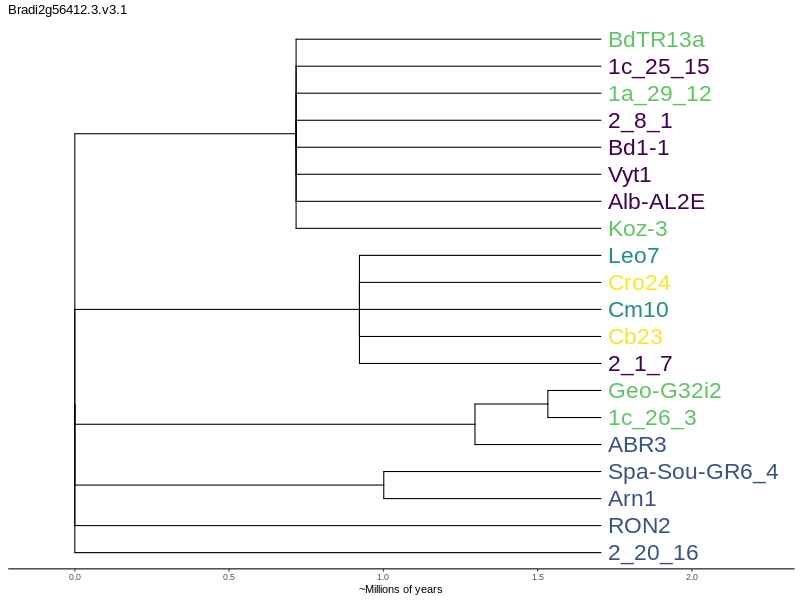 Bradi2g56412.3.v3.1
BdTR13a
1c_25_15
1a_29_12
2_8_1
Bd1-1
Vyt1
Alb-AL2E
Koz-3
Leo7
Cro24
Cm10
Cb23
2_1_7
Geo-G32i2
1c_26_3
ABR3
Spa-Sou-GR6_4
Arn1
RON2
2_20_16
0.0 0.5 1.0 1.5 2.0
~Millions of years